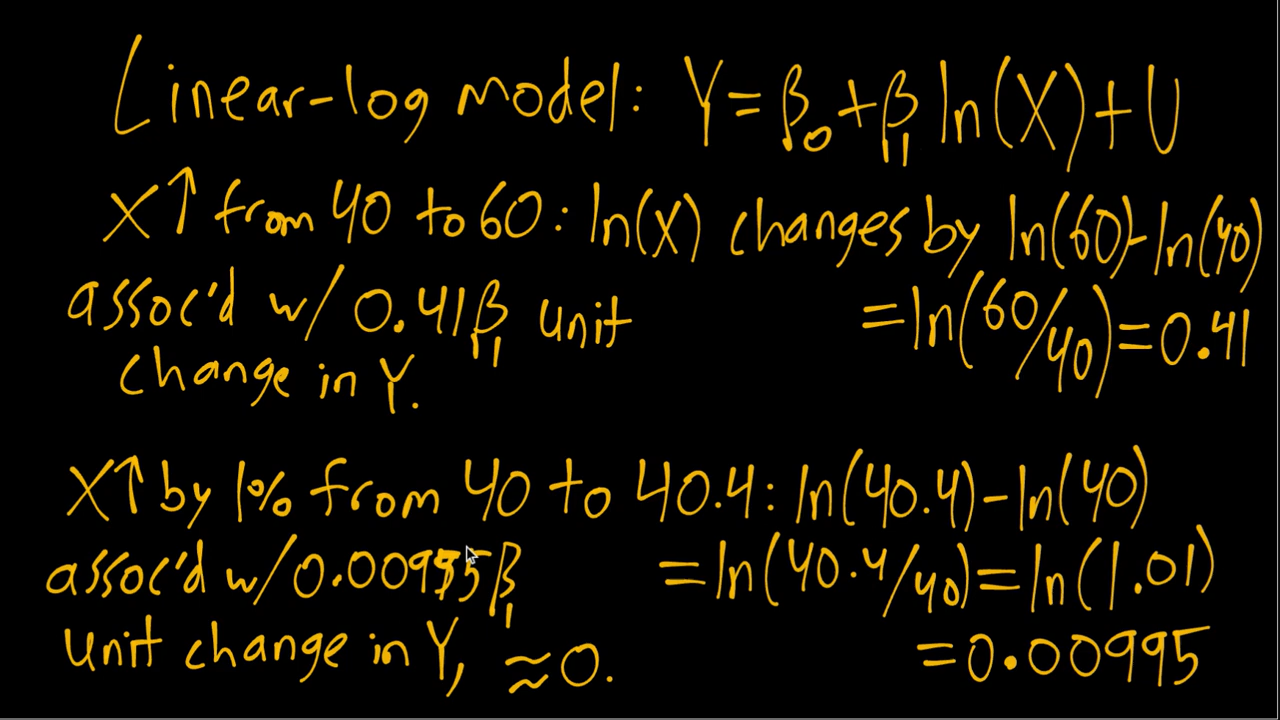 Linear-log model: Y = β₀ + β₁ ln(X) + U
X↑ from 40 to 60: ln(X) changes by ln(60)-ln(40)
= ln(60/40) = 0.41
assoc'd w/ 0.41β₁ unit
change in Y.
X↑ by 1% from 40 to 40.4: ln(40.4) - ln(40)
= ln(40.4/40) = ln(1.01)
= 0.00995
assoc'd w/ 0.00995β₁
unit change in Y, ≈ 0.